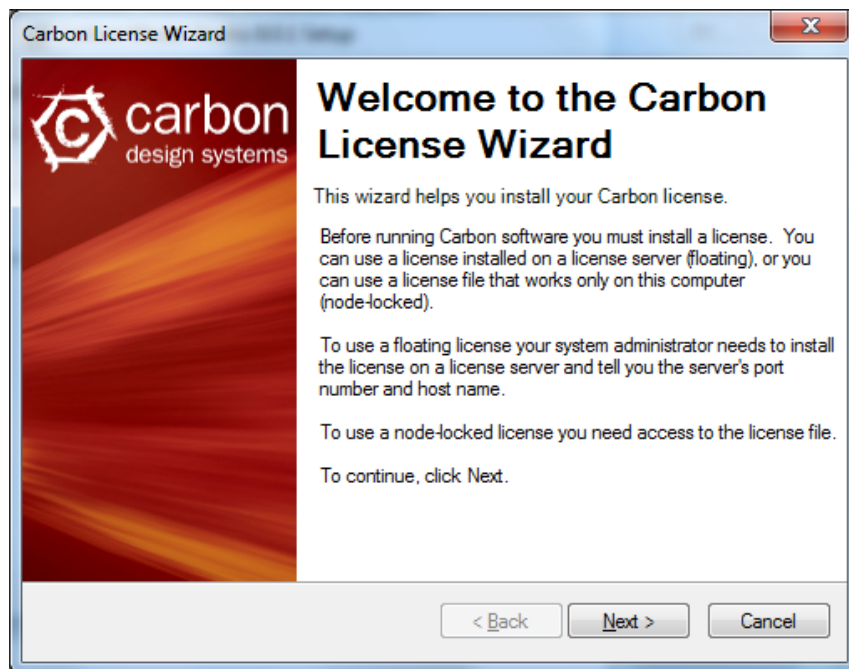 Carbon License Wizard
carbon
design systems
Welcome to the Carbon
License Wizard
This wizard helps you install your Carbon license.
Before running Carbon software you must install a license. You
can use a license installed on a license server (floating), or you
can use a license file that works only on this computer
(node-locked).
To use a floating license your system administrator needs to install
the license on a license server and tell you the server's port
number and host name.
To use a node-locked license you need access to the license file.
To continue, click Next.
< Back
Next >
Cancel